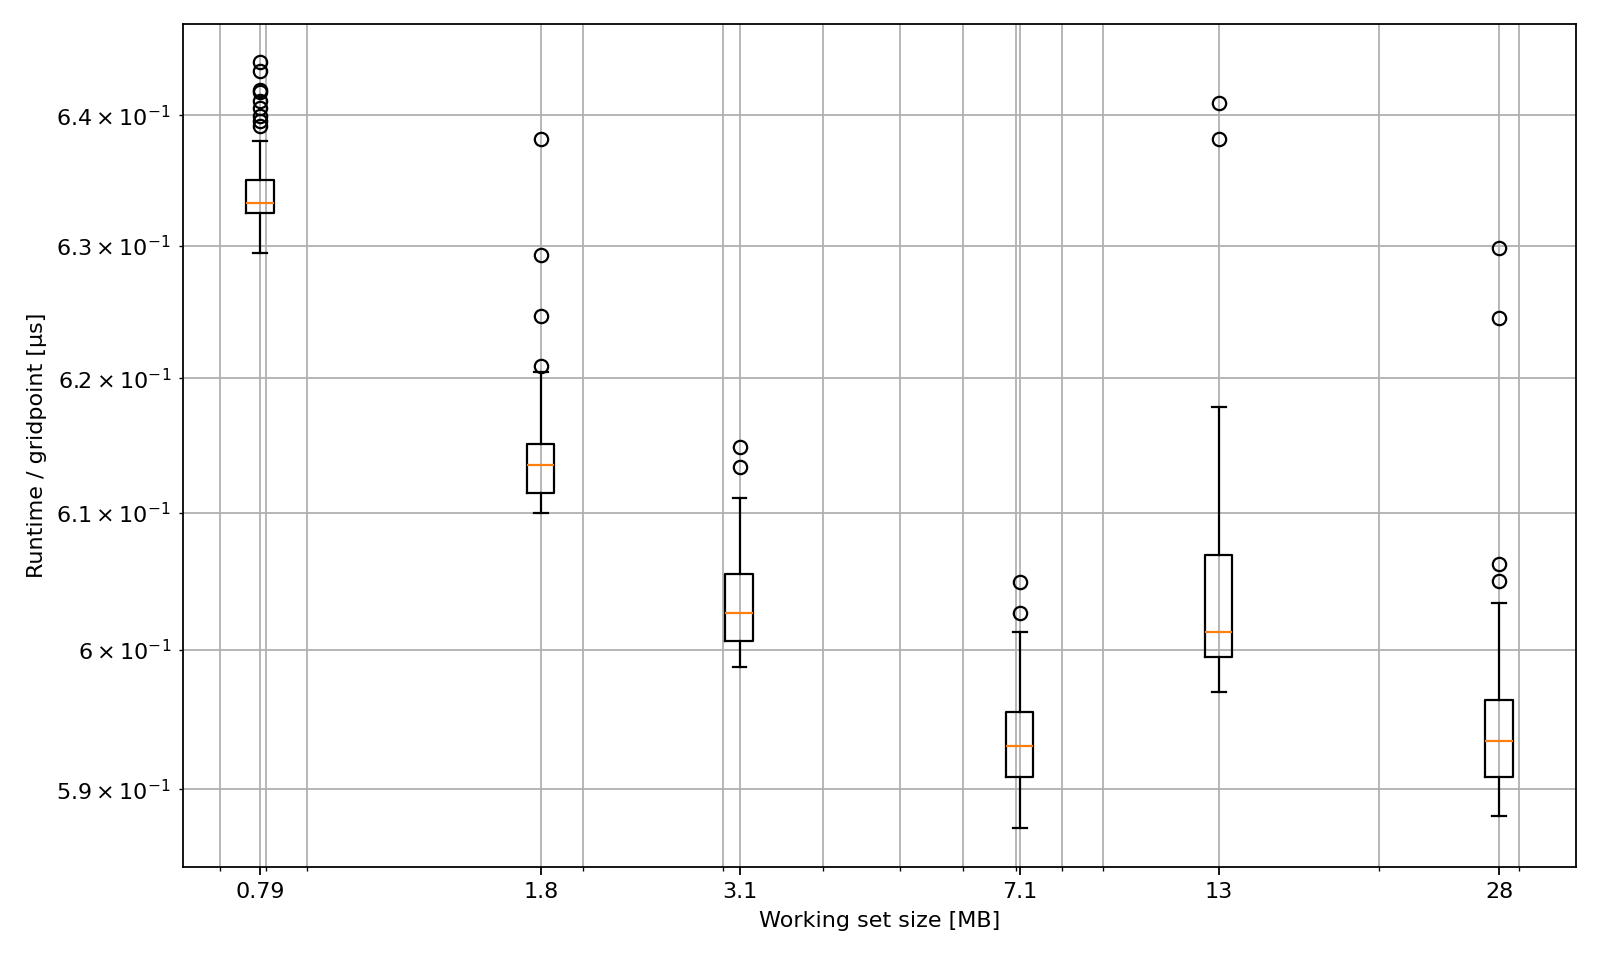 Runtime / gridpoint [µs]
6.4 × 10⁻¹
6.3 × 10⁻¹
6.2 × 10⁻¹
6.1 × 10⁻¹
6 × 10⁻¹
5.9 × 10⁻¹
0.79 1.8 3.1 7.1 13 28
Working set size [MB]